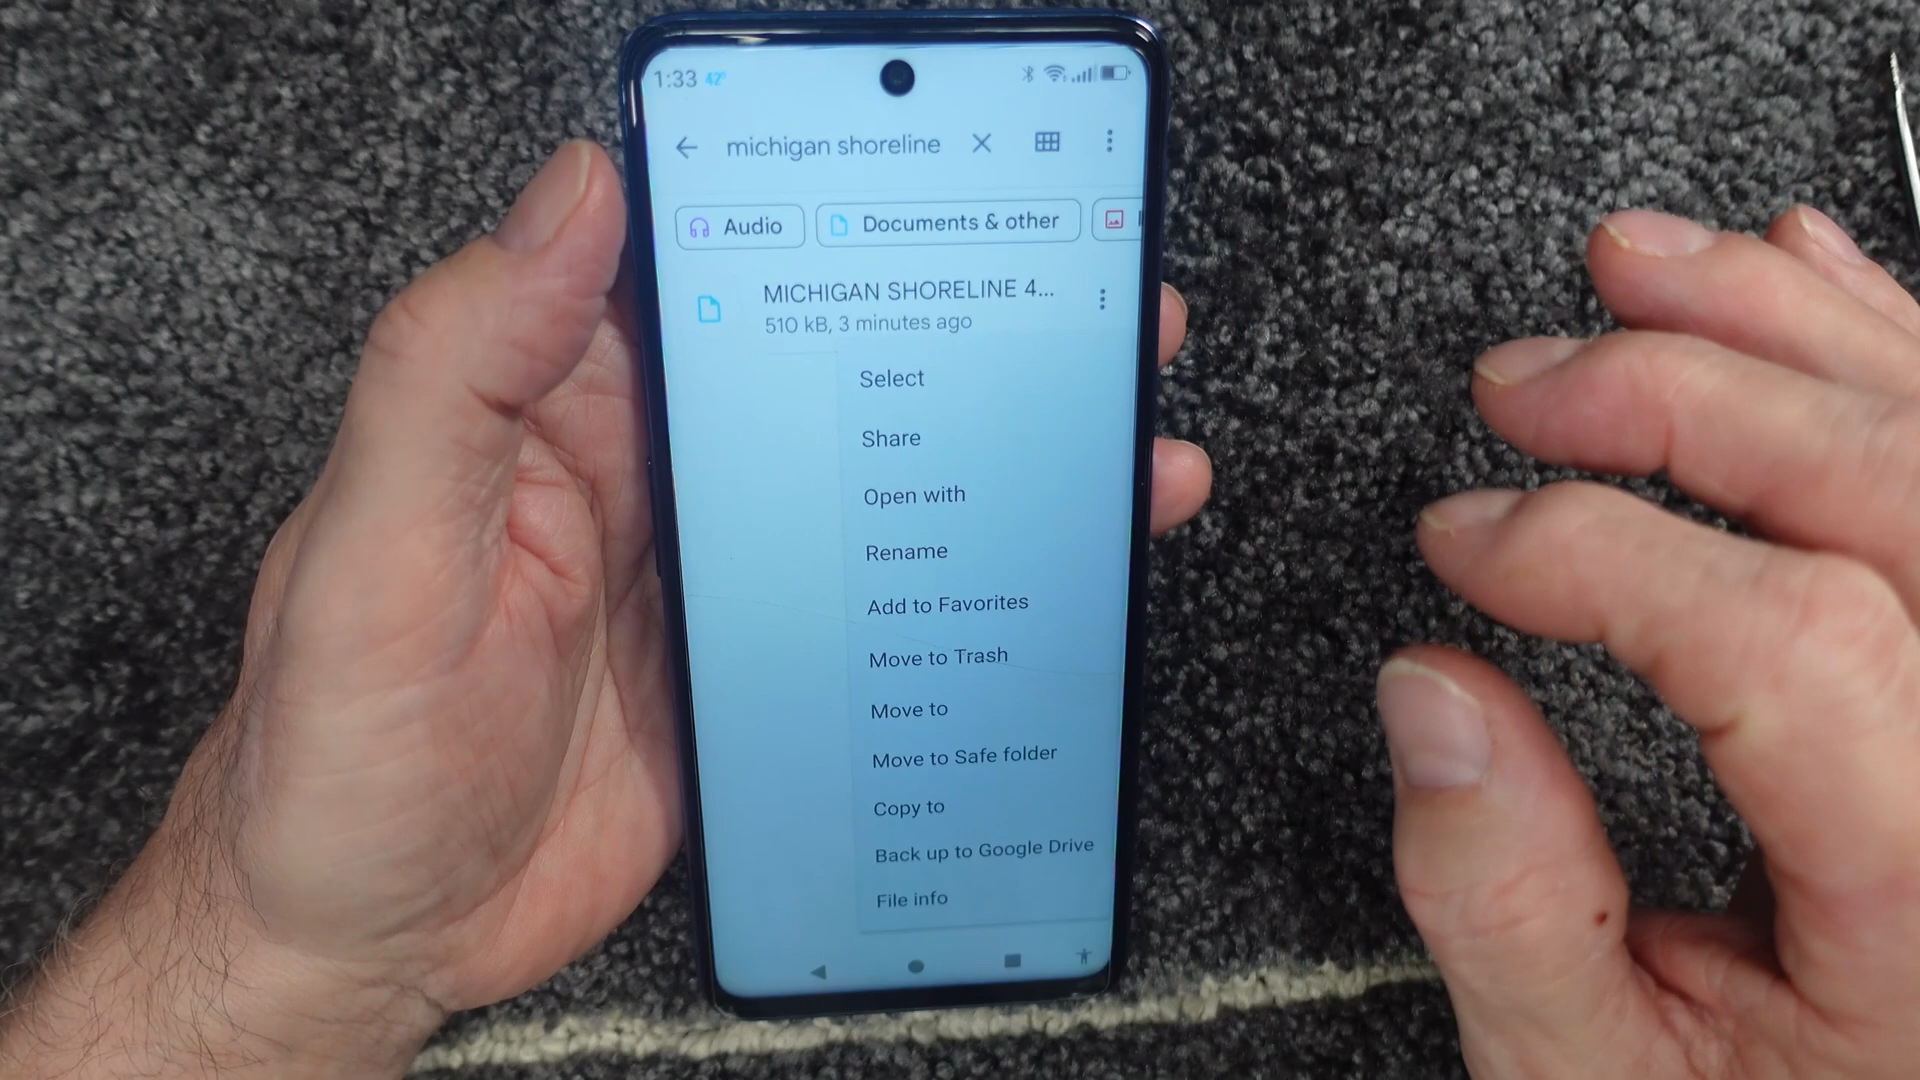 1:33 42°
michigan shoreline
Audio
Documents & other
MICHIGAN SHORELINE 4...
510 kB, 3 minutes ago
Select
Share
Open with
Rename
Add to Favorites
Move to Trash
Move to
Move to Safe folder
Copy to
Back up to Google Drive
File info